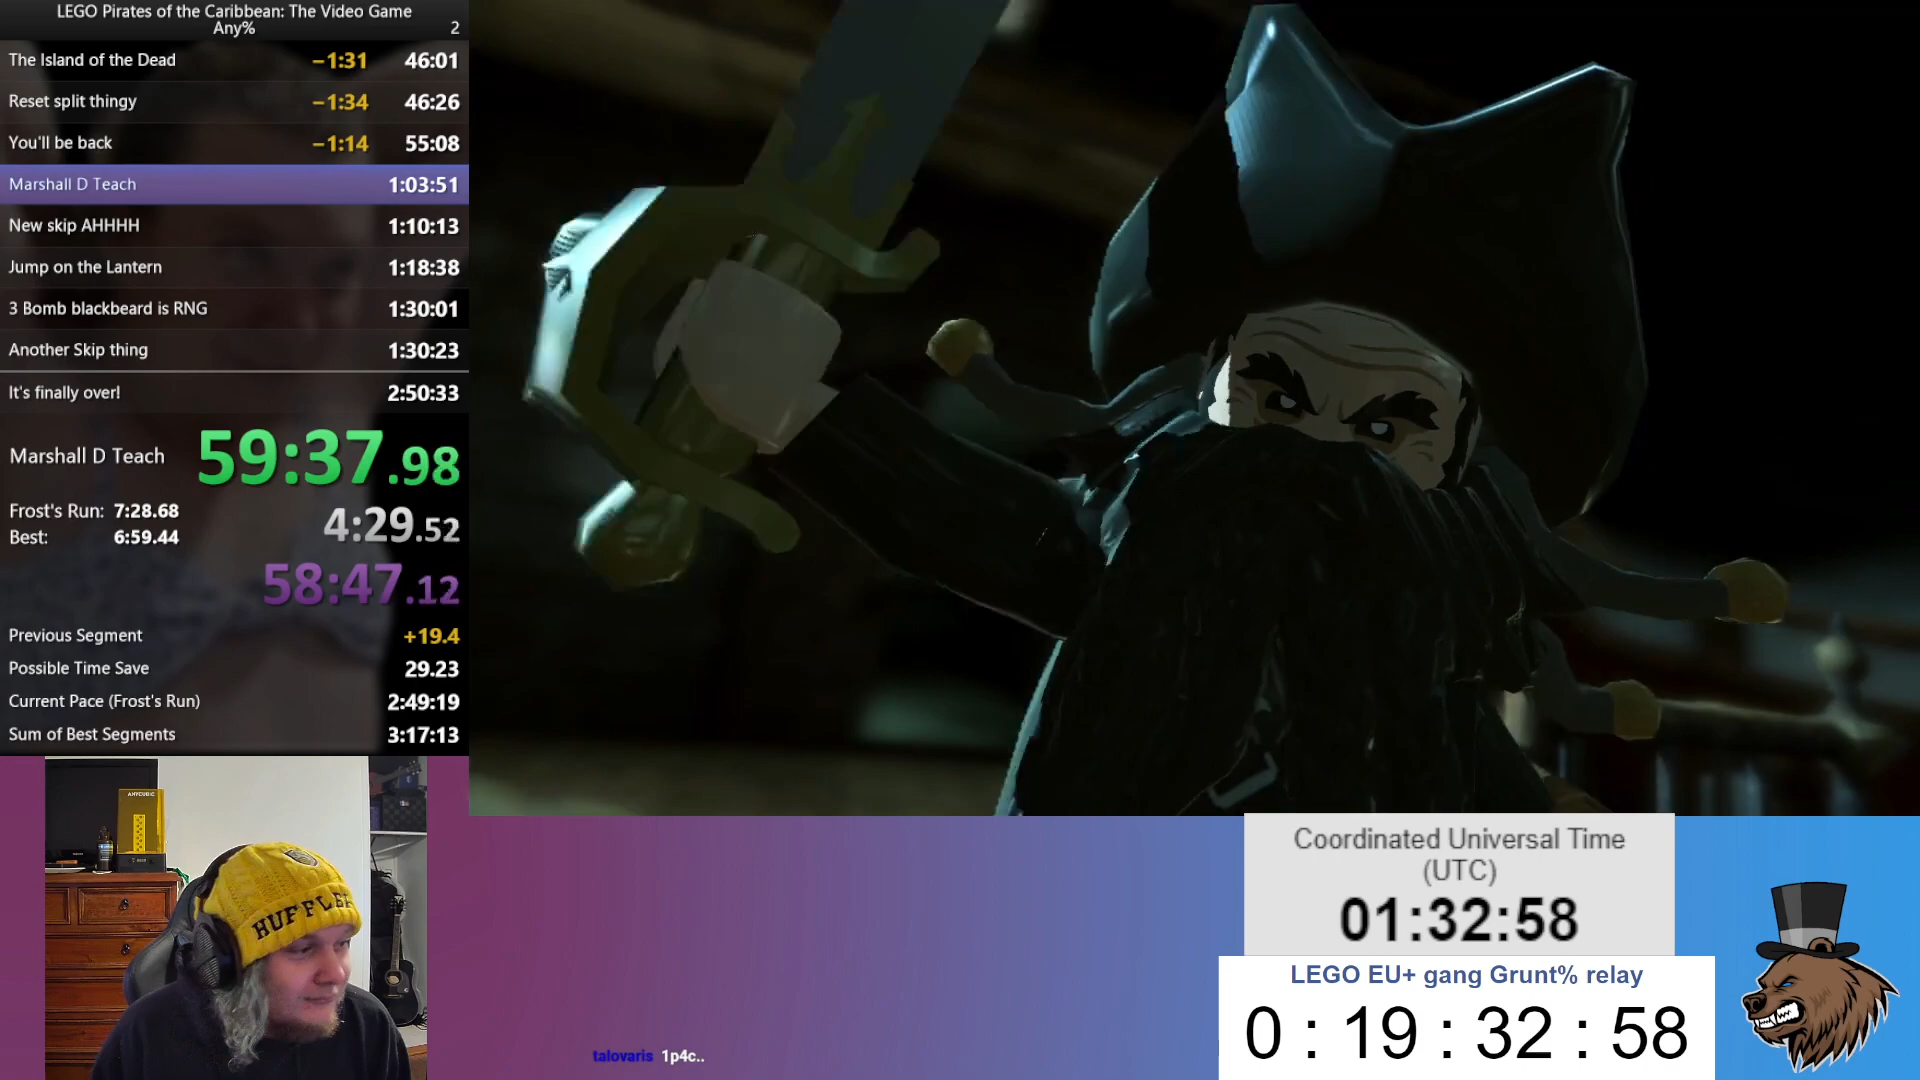 LEGO Pirates of the Caribbean: The Video Game
Any% 2
The Island of the Dead −1:31 46:01
Reset split thingy −1:34 46:26
You'll be back −1:14 55:08
Marshall D Teach 1:03:51
New skip AHHHH 1:10:13
Jump on the Lantern 1:18:38
3 Bomb blackbeard is RNG 1:30:01
Another Skip thing 1:30:23
It's finally over! 2:50:33
Marshall D Teach 59:37.98
Frost's Run: 7:28.68 4:29.52
Best: 6:59.44
58:47.12
Previous Segment +19.4
Possible Time Save 29.23
Current Pace (Frost's Run) 2:49:19
Sum of Best Segments 3:17:13
ANYCUBIC
HUFFLE
Coordinated Universal Time
(UTC)
01:32:58
LEGO EU+ gang Grunt% relay
0 : 19 : 32 : 58
talovaris 1p4c..